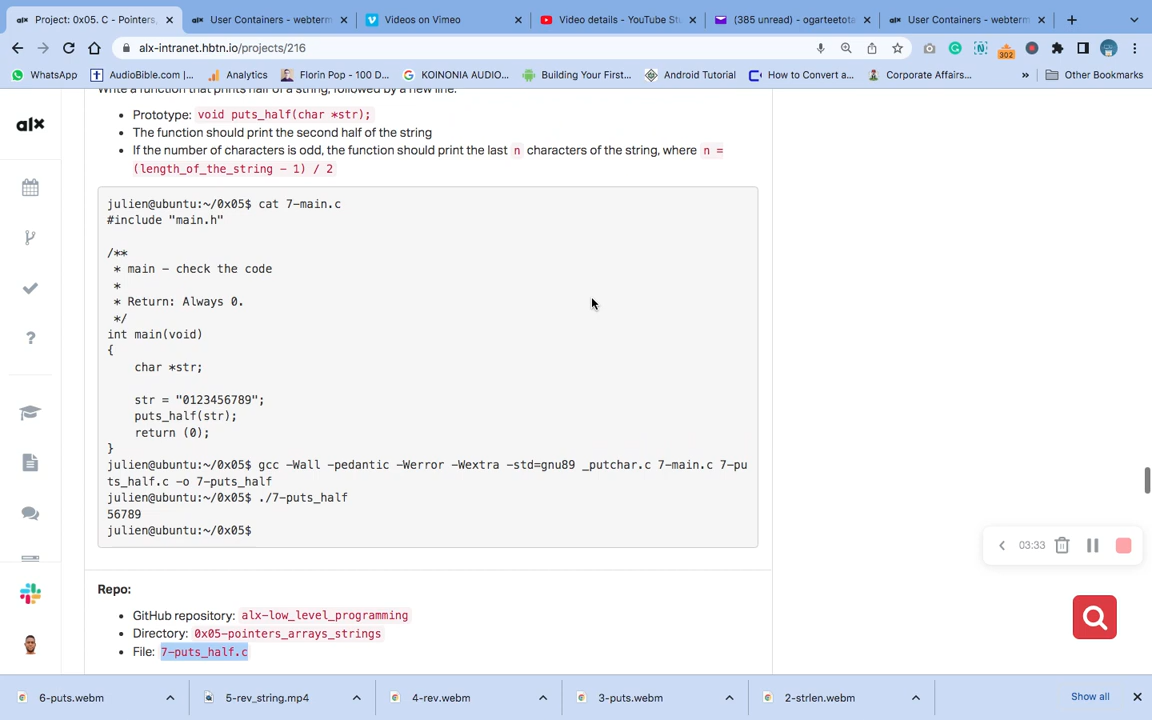 Project: 0x05. C - Pointers,
User Containers - webterm
Videos on Vimeo
Video details - YouTube St
(385 unread) - ogarteetota
User Containers - webterm
alx-intranet.hbtn.io/projects/216
302
WhatsApp
AudioBible.com |...
Analytics
Florin Pop - 100 D...
KOINONIA AUDIO...
Building Your First...
Android Tutorial
How to Convert a...
Corporate Affairs...
»
Other Bookmarks
alx
Write a function that prints half of a string, followed by a new line.
• Prototype: void puts_half(char *str);
• The function should print the second half of the string
• If the number of characters is odd, the function should print the last n characters of the string, where n =
(length_of_the_string - 1) / 2
julien@ubuntu:~/0x05$ cat 7-main.c
#include "main.h"
/**
* main - check the code
*
* Return: Always 0.
*/
int main(void)
{
char *str;
str = "0123456789";
puts_half(str);
return (0);
}
julien@ubuntu:~/0x05$ gcc -Wall -pedantic -Werror -Wextra -std=gnu89 _putchar.c 7-main.c 7-pu
ts_half.c -o 7-puts_half
julien@ubuntu:~/0x05$ ./7-puts_half
56789
julien@ubuntu:~/0x05$
03:33
Repo:
• GitHub repository: alx-low_level_programming
• Directory: 0x05-pointers_arrays_strings
• File: 7-puts_half.c
6-puts.webm
5-rev_string.mp4
4-rev.webm
3-puts.webm
2-strlen.webm
Show all